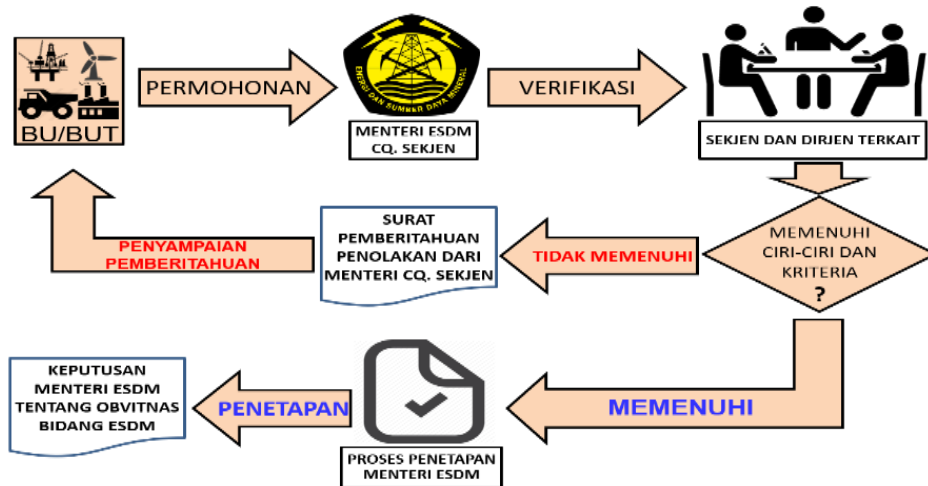 BU/BUT
PERMOHONAN
ENERGI DAN SUMBER DAYA MINERAL
MENTERI ESDM
CQ. SEKJEN
VERIFIKASI
SEKJEN DAN DIRJEN TERKAIT
MEMENUHI
CIRI-CIRI DAN
KRITERIA
?
TIDAK MEMENUHI
SURAT
PEMBERITAHUAN
PENOLAKAN DARI
MENTERI CQ. SEKJEN
PENYAMPAIAN
PEMBERITAHUAN
MEMENUHI
PROSES PENETAPAN
MENTERI ESDM
PENETAPAN
KEPUTUSAN
MENTERI ESDM
TENTANG OBVITNAS
BIDANG ESDM